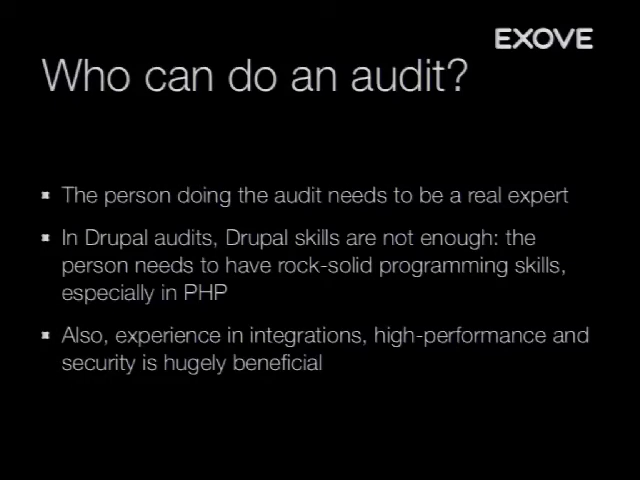 EXOVE
Who can do an audit?
The person doing the audit needs to be a real expert
In Drupal audits, Drupal skills are not enough: the
person needs to have rock-solid programming skills,
especially in PHP
Also, experience in integrations, high-performance and
security is hugely beneficial